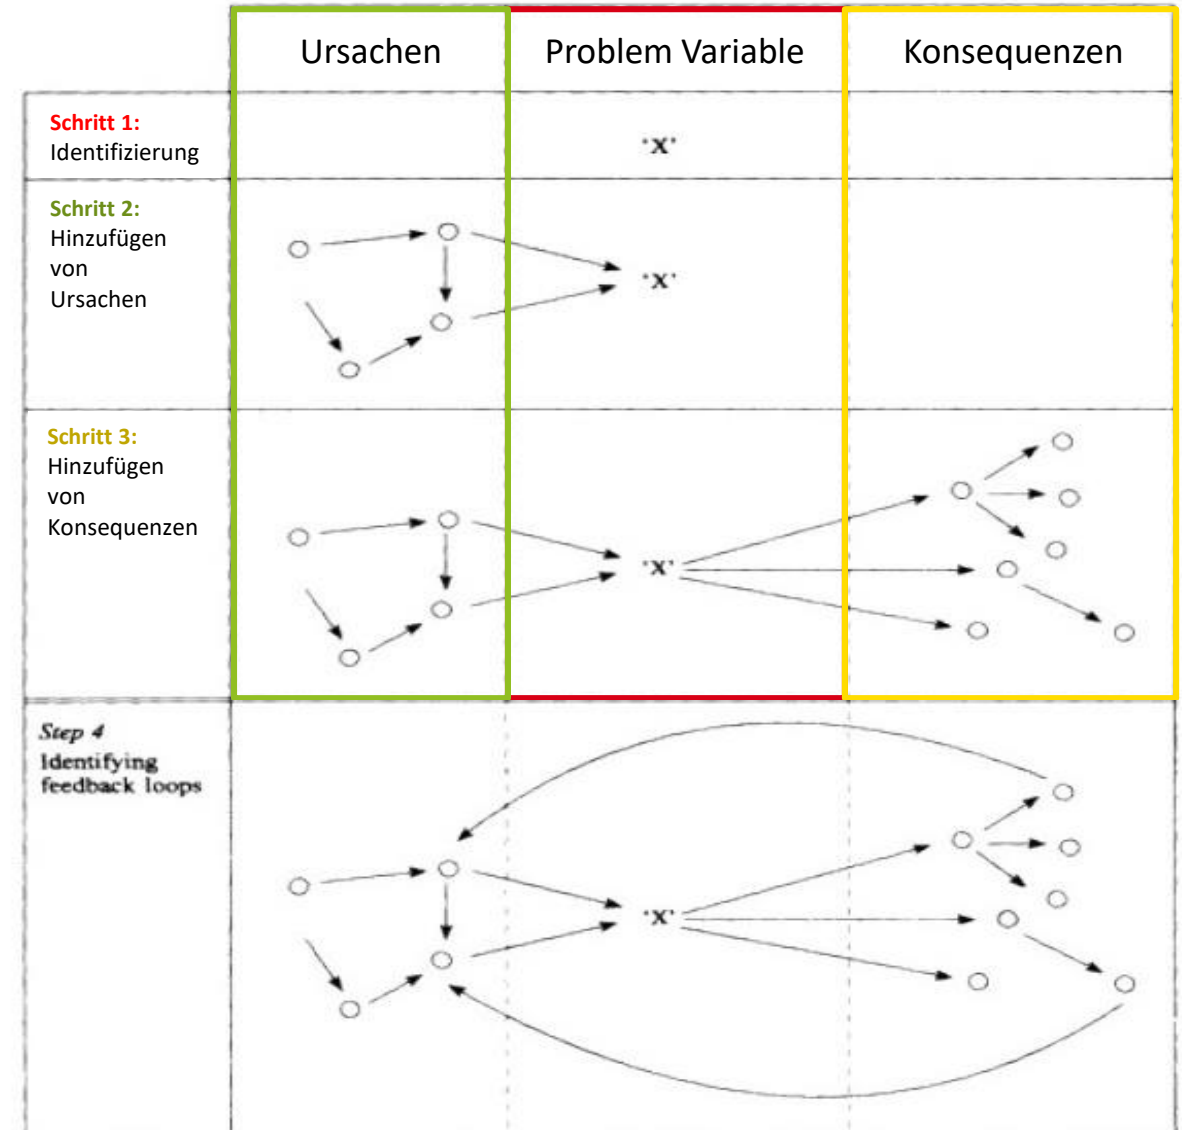 Ursachen
Problem Variable
Konsequenzen
Schritt 1:
Identifizierung
'X'
Schritt 2:
Hinzufügen
von
Ursachen
'X'
Schritt 3:
Hinzufügen
von
Konsequenzen
'X'
Step 4
Identifying
feedback loops
'X'